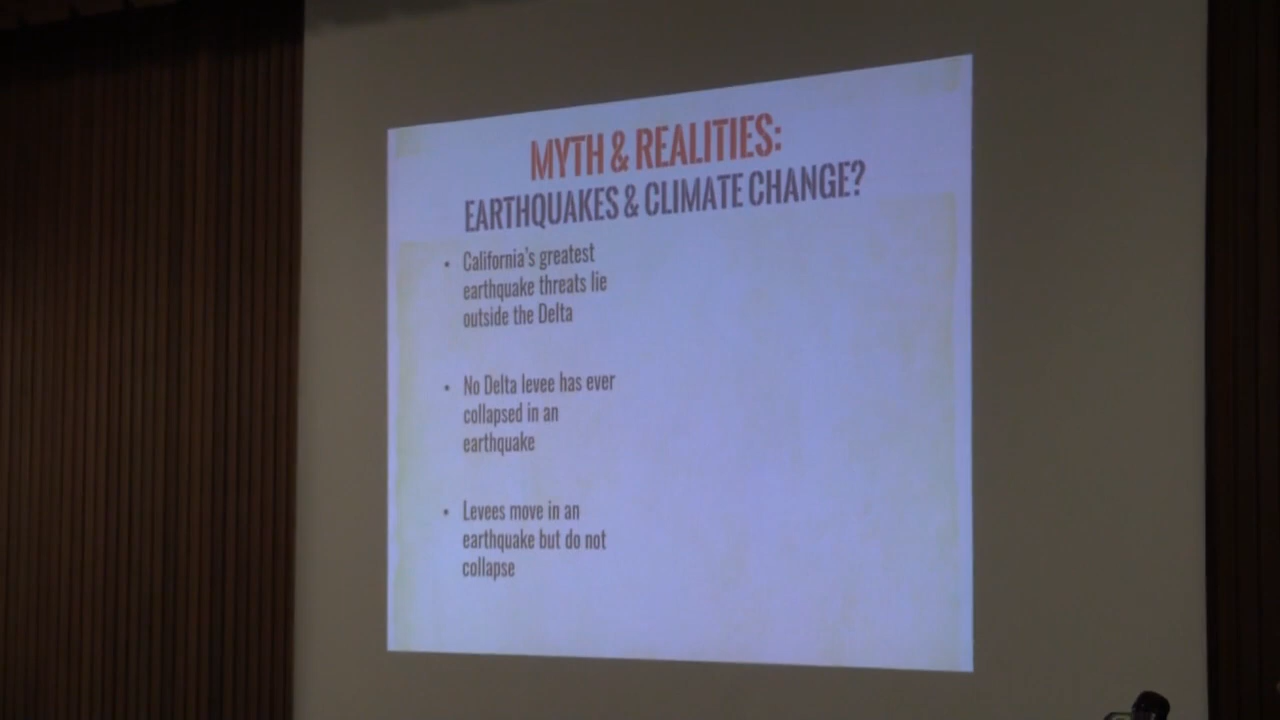 MYTH & REALITIES:
EARTHQUAKES & CLIMATE CHANGE?
• California's greatest
earthquake threats lie
outside the Delta
• No Delta levee has ever
collapsed in an
earthquake
• Levees move in an
earthquake but do not
collapse